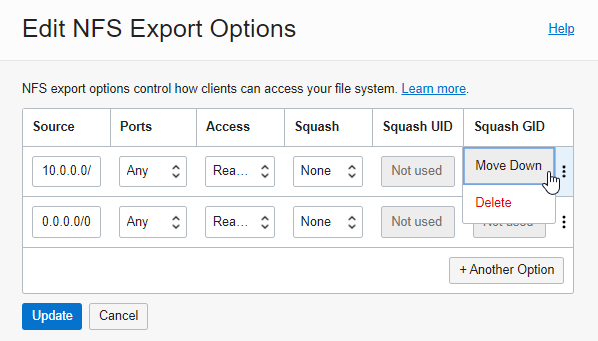 Edit NFS Export Options
Help
NFS export options control how clients can access your file system. Learn more.
Source Ports Access Squash Squash UID Squash GID
10.0.0.0/ Any Rea... None Not used Move Down
Delete
0.0.0.0/0 Any Rea... None Not used Not used
+ Another Option
Update Cancel